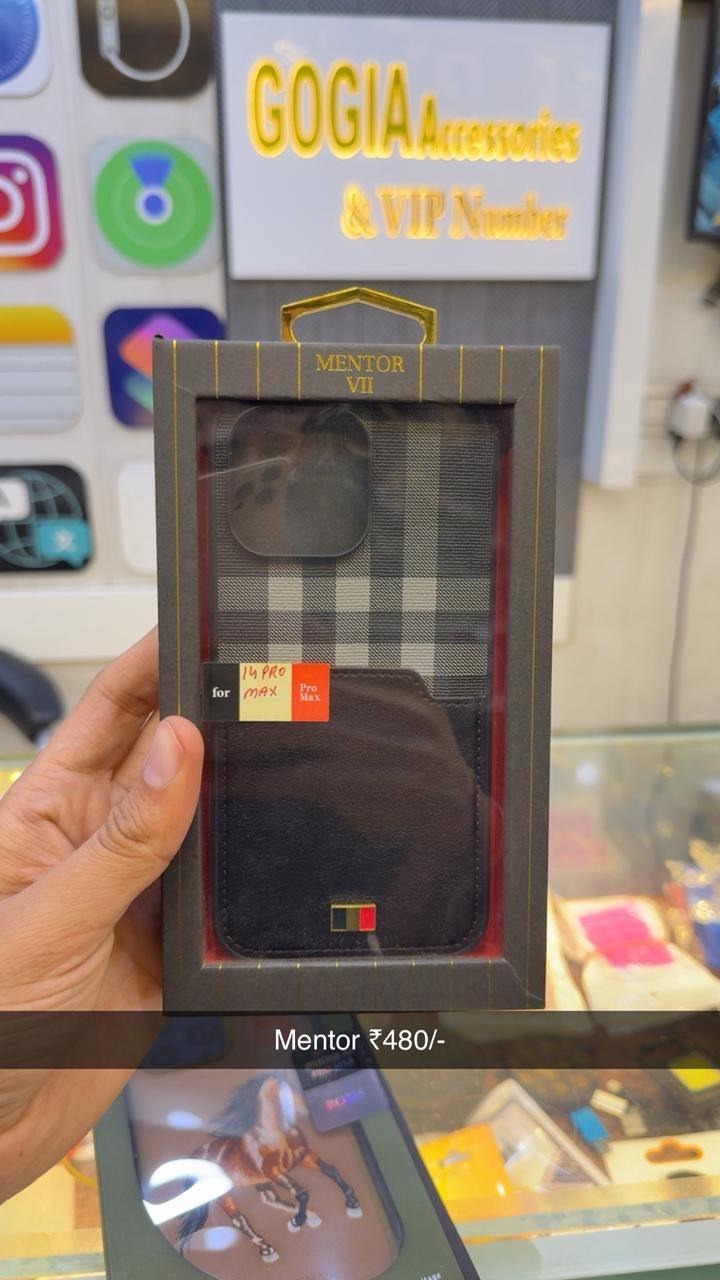 GOGIA Accessories
& VIP Number
MENTOR
VII
for
14 PRO
MAX
Pro
Max
Mentor ₹480/-